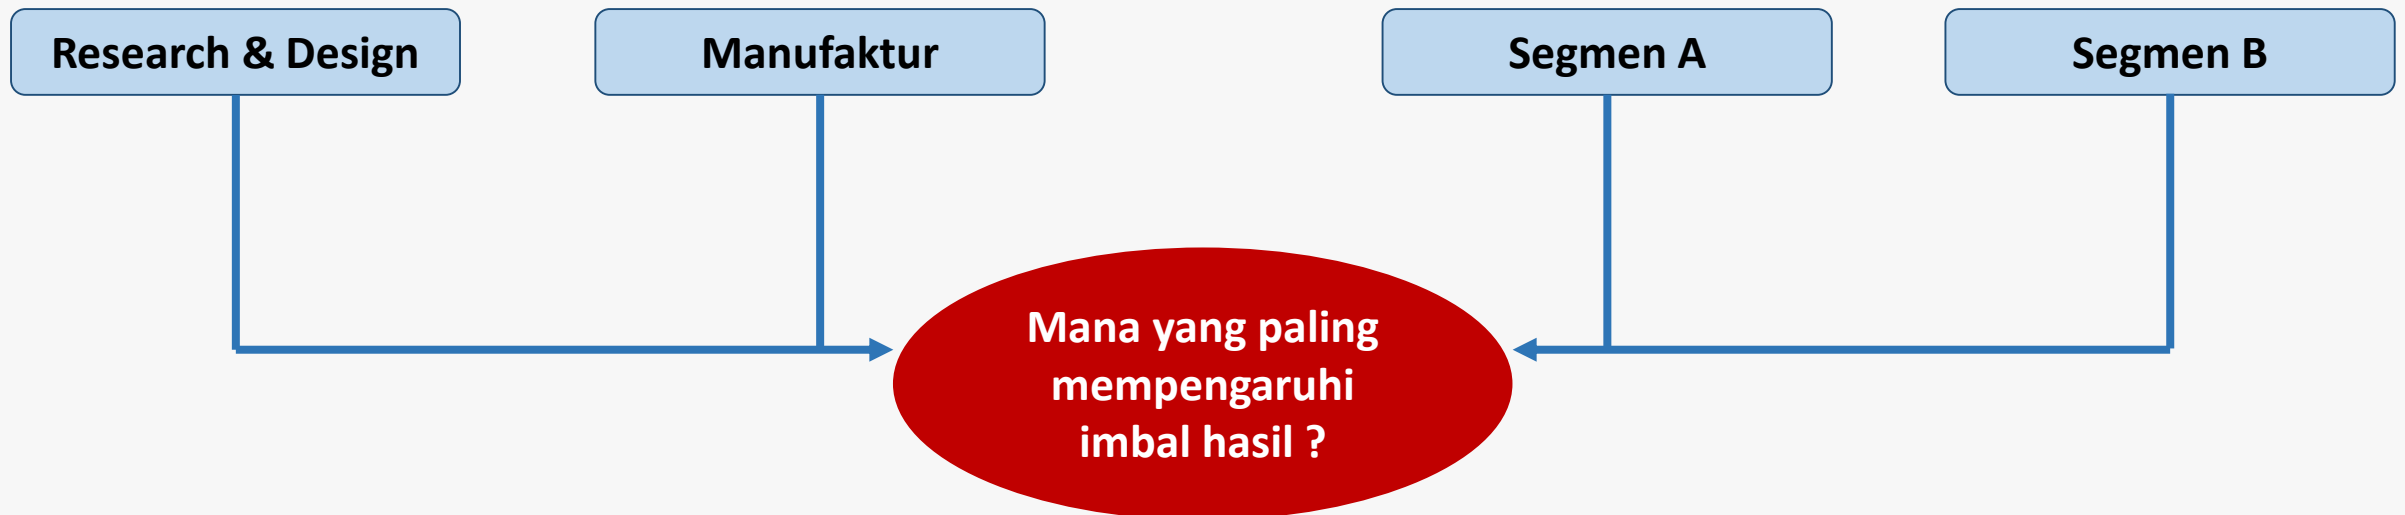 Research & Design
Manufaktur
Segmen A
Segmen B
Mana yang paling
mempengaruhi
imbal hasil ?